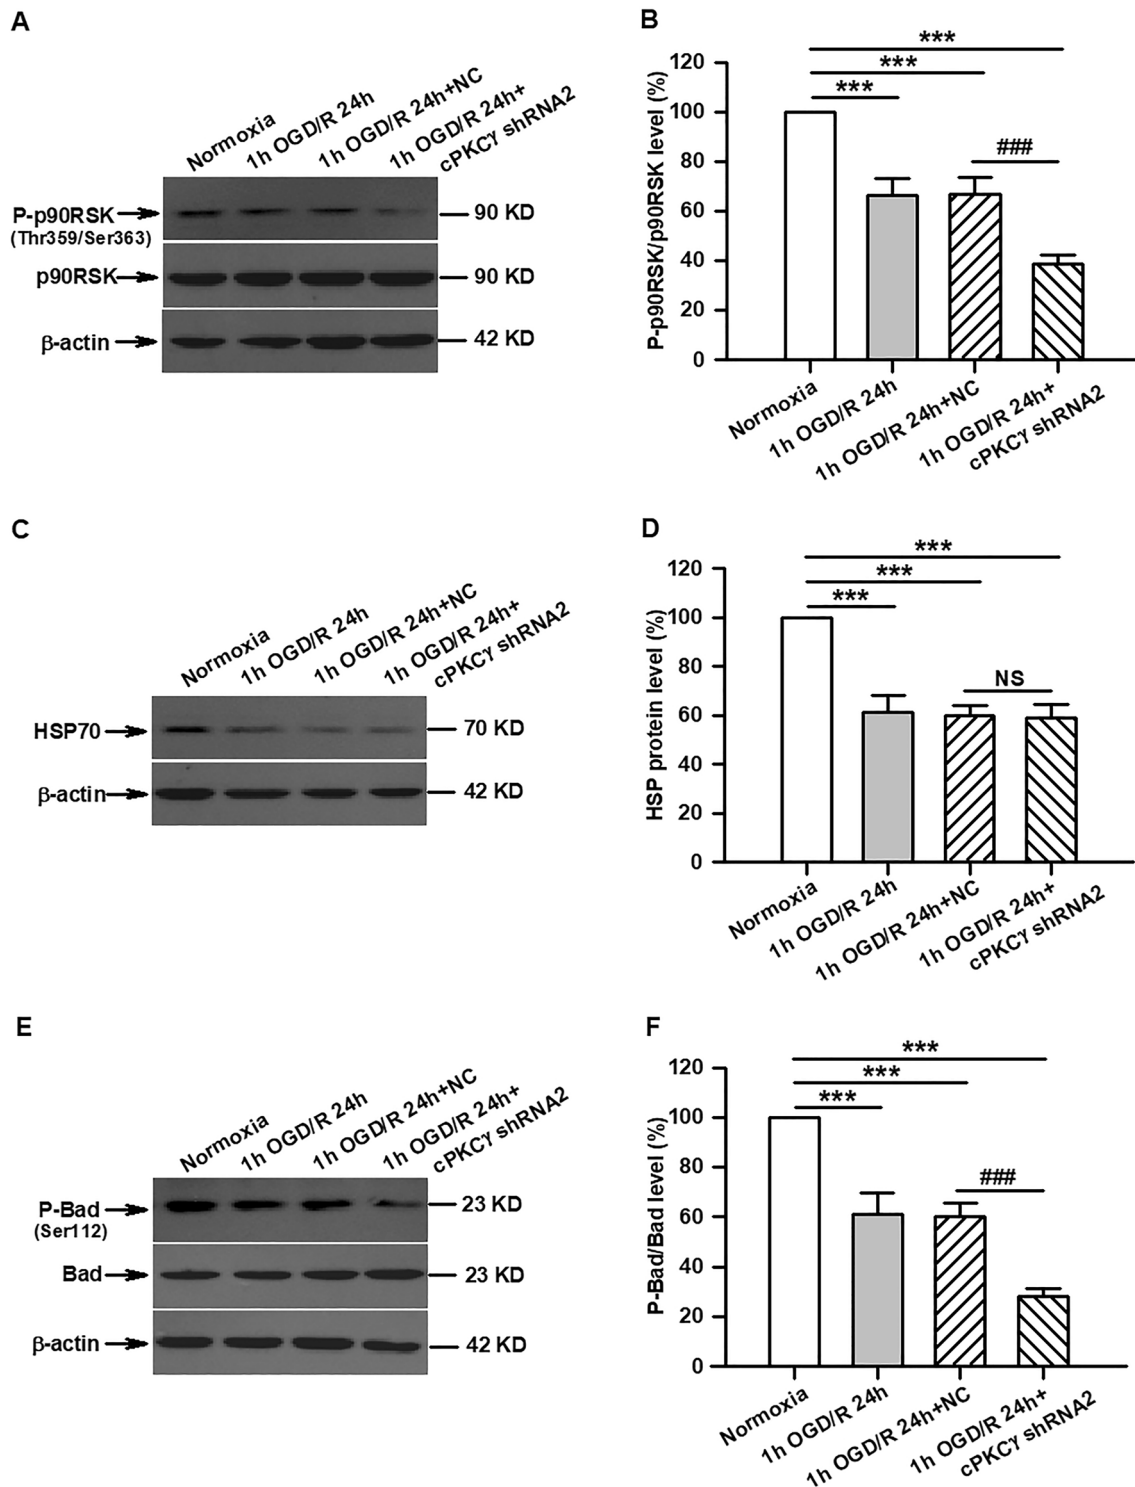 A
Normoxia
1h OGD/R 24h
1h OGD/R 24h+NC
1h OGD/R 24h+
cPKCγ shRNA2
P-p90RSK
(Thr359/Ser363)
90 KD
p90RSK
90 KD
β-actin
42 KD
B
***
***
***
###
P-p90RSK/p90RSK level (%)
120
100
80
60
40
20
0
Normoxia
1h OGD/R 24h
1h OGD/R 24h+NC
1h OGD/R 24h+
cPKCγ shRNA2
C
Normoxia
1h OGD/R 24h
1h OGD/R 24h+NC
1h OGD/R 24h+
cPKCγ shRNA2
HSP70
70 KD
β-actin
42 KD
D
***
***
***
NS
HSP protein level (%)
120
100
80
60
40
20
0
Normoxia
1h OGD/R 24h
1h OGD/R 24h+NC
1h OGD/R 24h+
cPKCγ shRNA2
E
Normoxia
1h OGD/R 24h
1h OGD/R 24h+NC
1h OGD/R 24h+
cPKCγ shRNA2
P-Bad
(Ser112)
23 KD
Bad
23 KD
β-actin
42 KD
F
***
***
***
###
P-Bad/Bad level (%)
120
100
80
60
40
20
0
Normoxia
1h OGD/R 24h
1h OGD/R 24h+NC
1h OGD/R 24h+
cPKCγ shRNA2